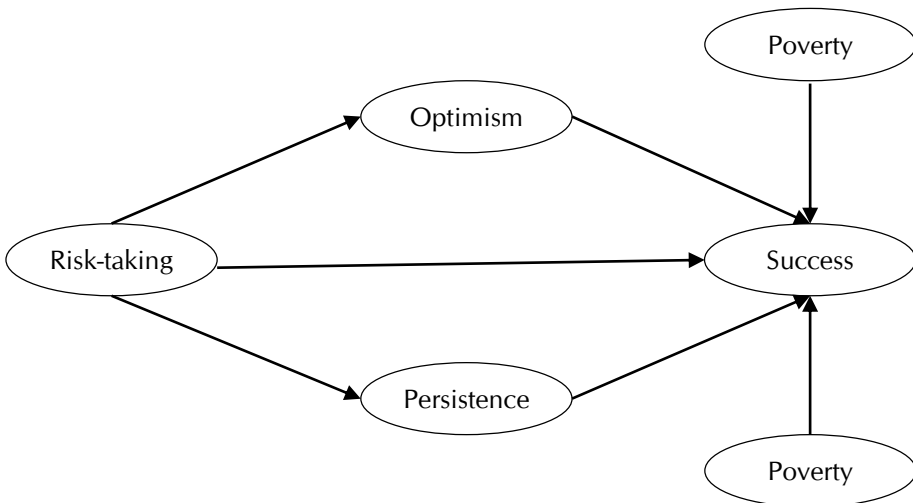 Poverty
Optimism
Risk-taking
Success
Persistence
Poverty